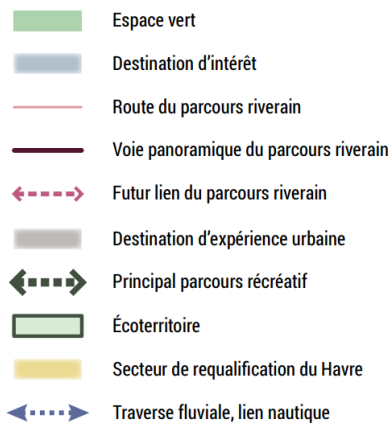 Espace vert
Destination d'intérêt
Route du parcours riverain
Voie panoramique du parcours riverain
Futur lien du parcours riverain
Destination d'expérience urbaine
Principal parcours récréatif
Écoterritoire
Secteur de requalification du Havre
Traverse fluviale, lien nautique